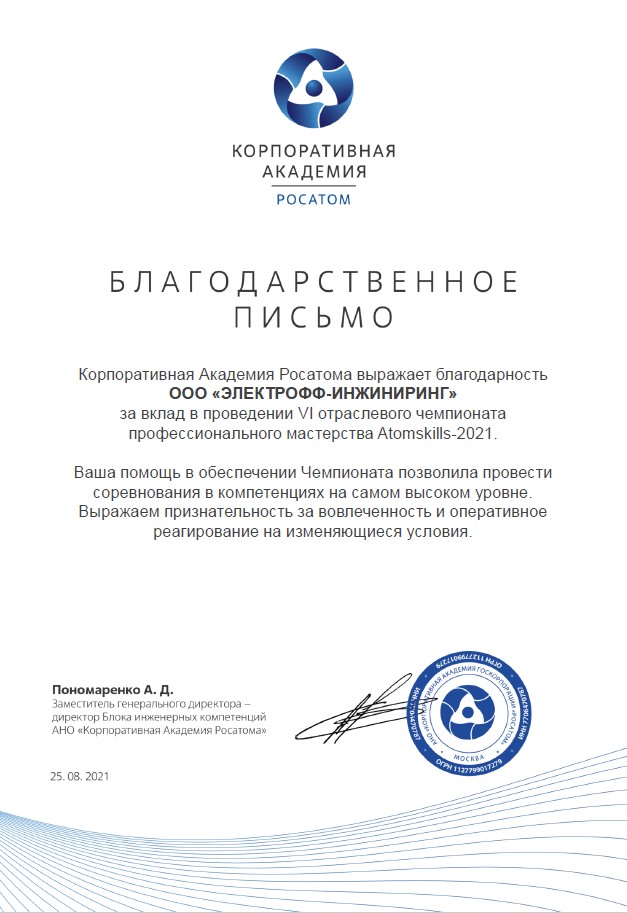 КОРПОРАТИВНАЯ
АКАДЕМИЯ
РОСАТОМ
БЛАГОДАРСТВЕННОЕ
ПИСЬМО
Корпоративная Академия Росатома выражает благодарность
ООО «ЭЛЕКТРОФФ-ИНЖИНИРИНГ»
за вклад в проведении VI отраслевого чемпионата
профессионального мастерства Atomskills-2021.
Ваша помощь в обеспечении Чемпионата позволила провести
соревнования в компетенциях на самом высоком уровне.
Выражаем признательность за вовлеченность и оперативное
реагирование на изменяющиеся условия.
Пономаренко А. Д.
Заместитель генерального директора –
директор Блока инженерных компетенций
АНО «Корпоративная Академия Росатома»
25. 08. 2021
ОГРН 1127799017279
АНО «КОРПОРАТИВНАЯ АКАДЕМИЯ ГОСКОРПОРАЦИИ «РОСАТОМ»
МОСКВА
ОГРН 1127799017279